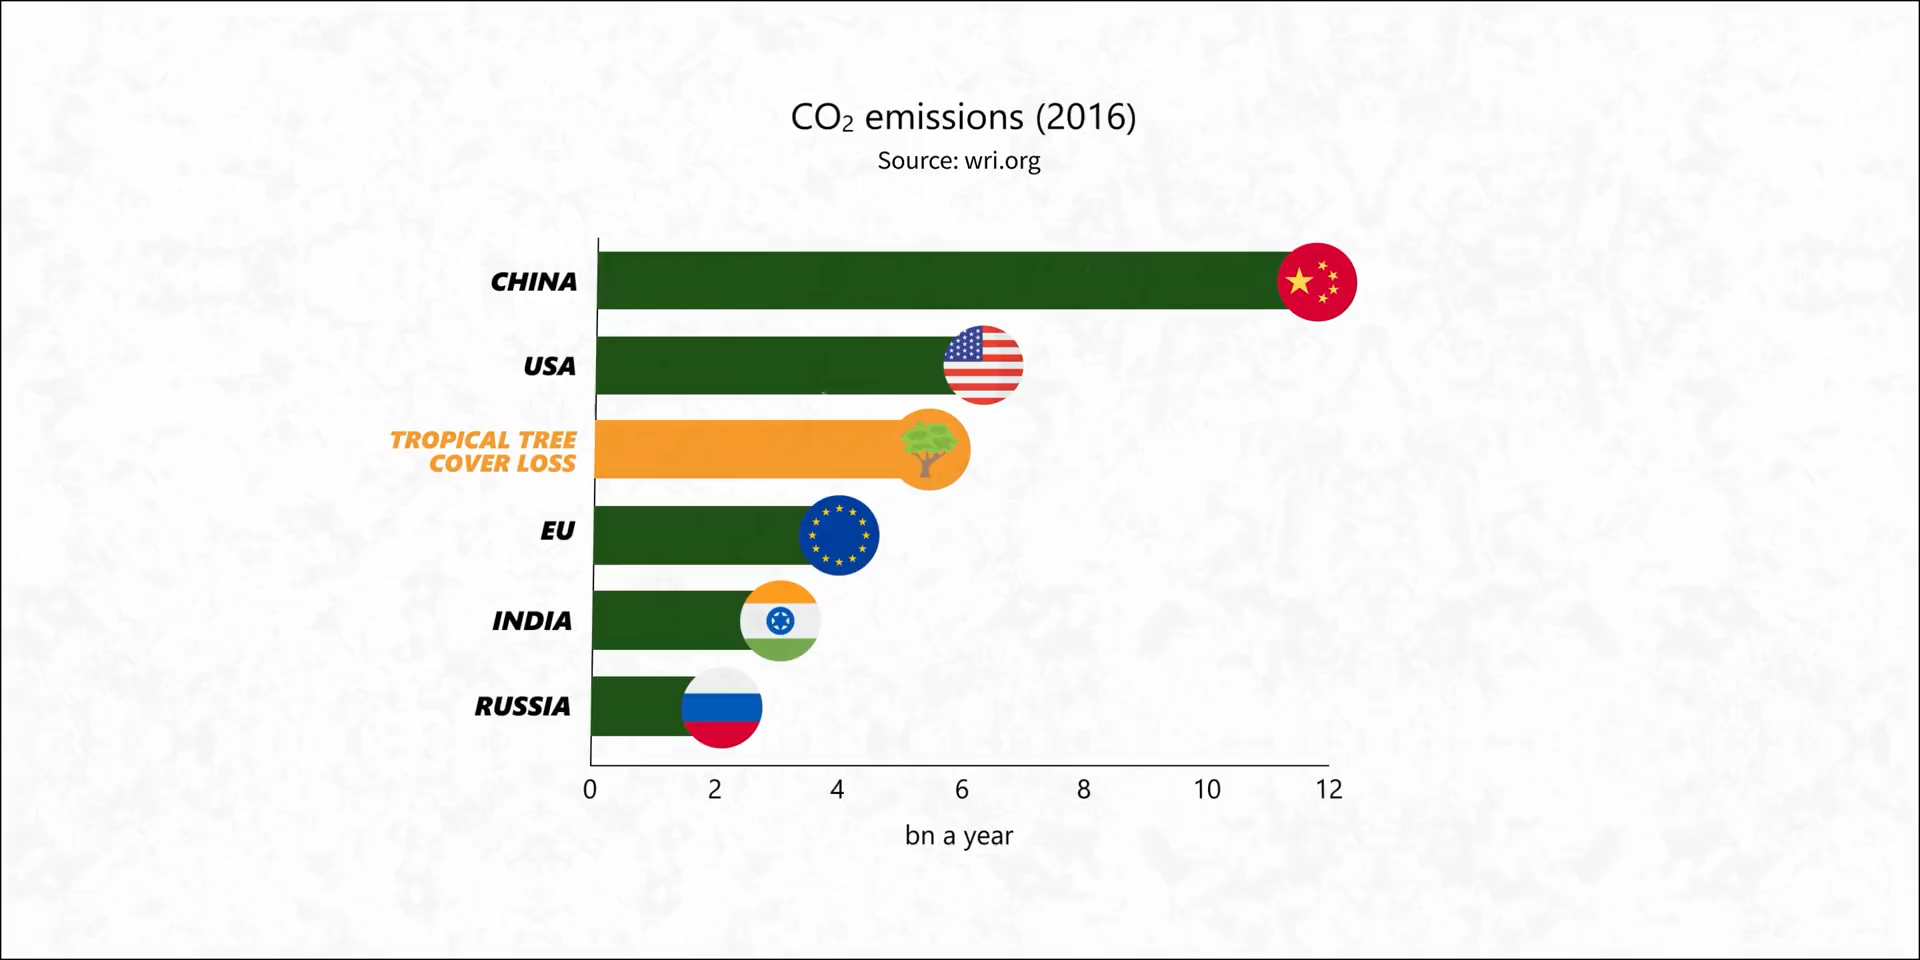 CO₂ emissions (2016)
Source: wri.org
CHINA
USA
TROPICAL TREE
COVER LOSS
EU
INDIA
RUSSIA
0 2 4 6 8 10 12
bn a year